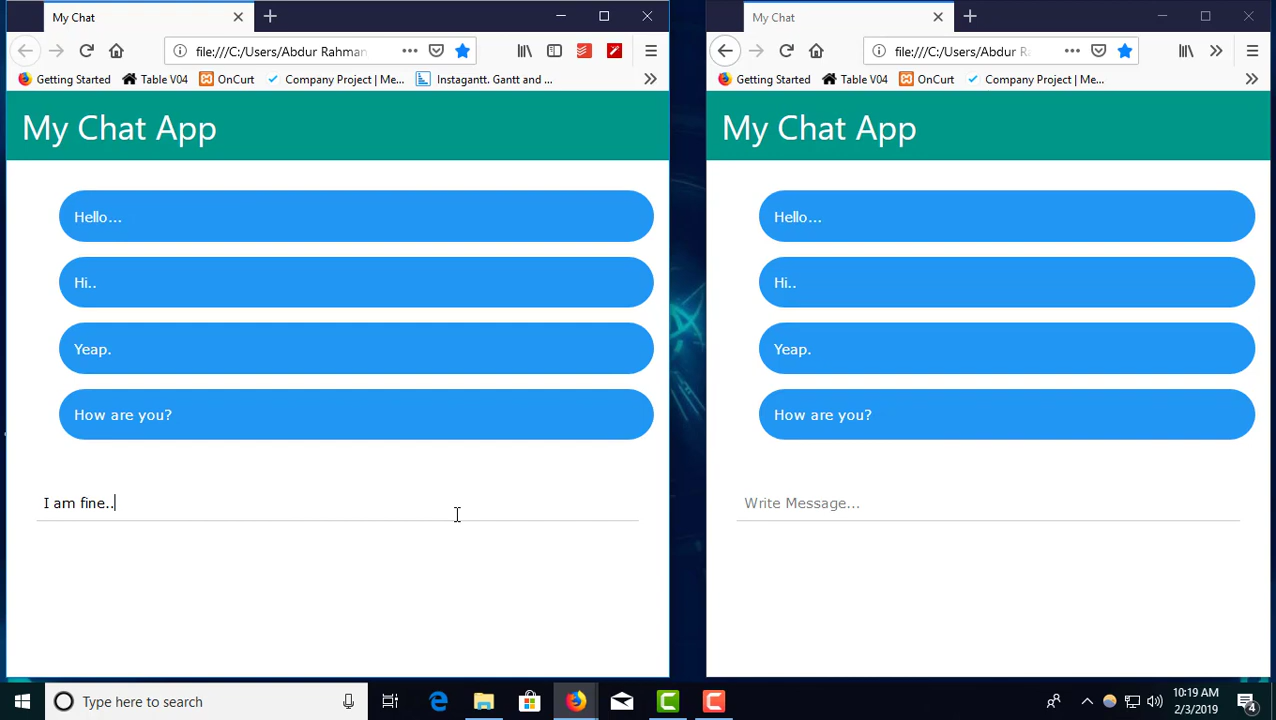 My Chat
file:///C:/Users/Abdur Rahman
Getting Started
Table V04
OnCurt
Company Project | Me...
Instagantt. Gantt and ...
My Chat App
Hello...
Hi..
Yeap.
How are you?
I am fine..
My Chat
file:///C:/Users/Abdur Ra
Getting Started
Table V04
OnCurt
Company Project | Me...
My Chat App
Hello...
Hi..
Yeap.
How are you?
Write Message...
Type here to search
10:19 AM
2/3/2019
4